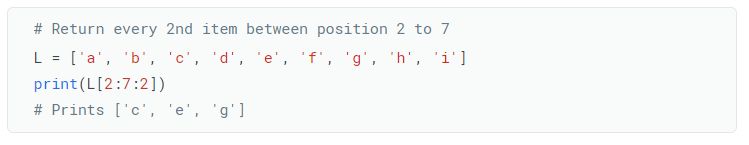 # Return every 2nd item between position 2 to 7
L = ['a', 'b', 'c', 'd', 'e', 'f', 'g', 'h', 'i']
print(L[2:7:2])
# Prints ['c', 'e', 'g']